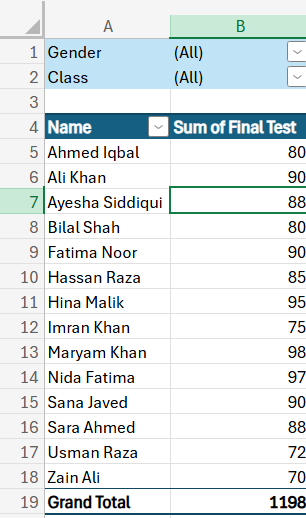 A B
1 Gender (All)
2 Class (All)
3
4 Name Sum of Final Test
5 Ahmed Iqbal 80
6 Ali Khan 90
7 Ayesha Siddiqui 88
8 Bilal Shah 80
9 Fatima Noor 90
10 Hassan Raza 85
11 Hina Malik 95
12 Imran Khan 75
13 Maryam Khan 98
14 Nida Fatima 97
15 Sana Javed 90
16 Sara Ahmed 88
17 Usman Raza 72
18 Zain Ali 70
19 Grand Total 1198